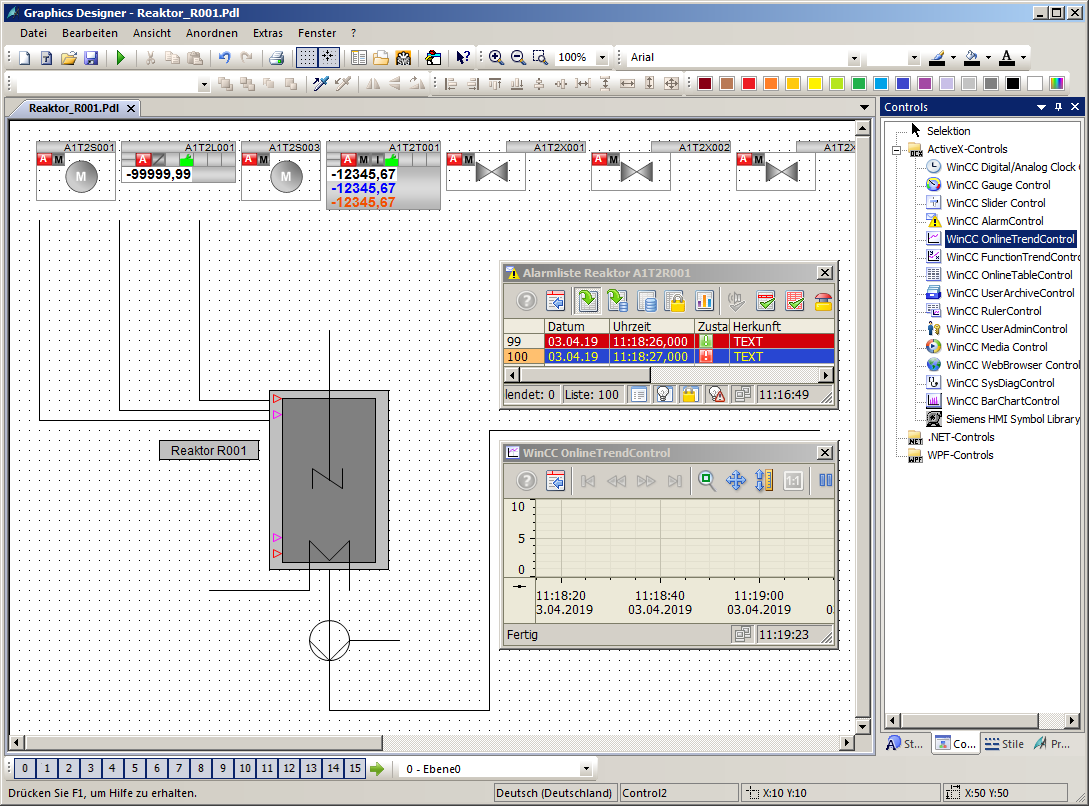 Graphics Designer - Reaktor_R001.Pdl
Datei Bearbeiten Ansicht Anordnen Extras Fenster ?
100% Arial
Reaktor_R001.Pdl
Controls
A1T2S001 A1T2L001 A1T2S003 A1T2T001 A1T2X001 A1T2X002 A1T2X
A M A A M A M I A M A M A M
M -99999,99 M -12345,67
-12345,67
-12345,67
Selektion
ActiveX-Controls
WinCC Digital/Analog Clock
WinCC Gauge Control
WinCC Slider Control
WinCC AlarmControl
WinCC OnlineTrendControl
WinCC FunctionTrendContro
WinCC OnlineTableControl
WinCC UserArchiveControl
WinCC RulerControl
WinCC UserAdminControl
WinCC Media Control
WinCC WebBrowser Control
WinCC SysDiagControl
WinCC BarChartControl
Siemens HMI Symbol Library
.NET-Controls
WPF-Controls
Alarmliste Reaktor A1T2R001
Datum Uhrzeit Zusta Herkunft
99 03.04.19 11:18:26,000 TEXT
100 03.04.19 11:18:27,000 TEXT
lendet: 0 Liste: 100 11:16:49
Reaktor R001
WinCC OnlineTrendControl
1:1
10
5
0
11:18:20 11:18:40 11:19:00
3.04.2019 03.04.2019 03.04.2019 0
Fertig 11:19:23
St... Co... Stile Pr...
0 1 2 3 4 5 6 7 8 9 10 11 12 13 14 15 0 - Ebene0
Drücken Sie F1, um Hilfe zu erhalten. Deutsch (Deutschland) Control2 X:10 Y:10 X:50 Y:50